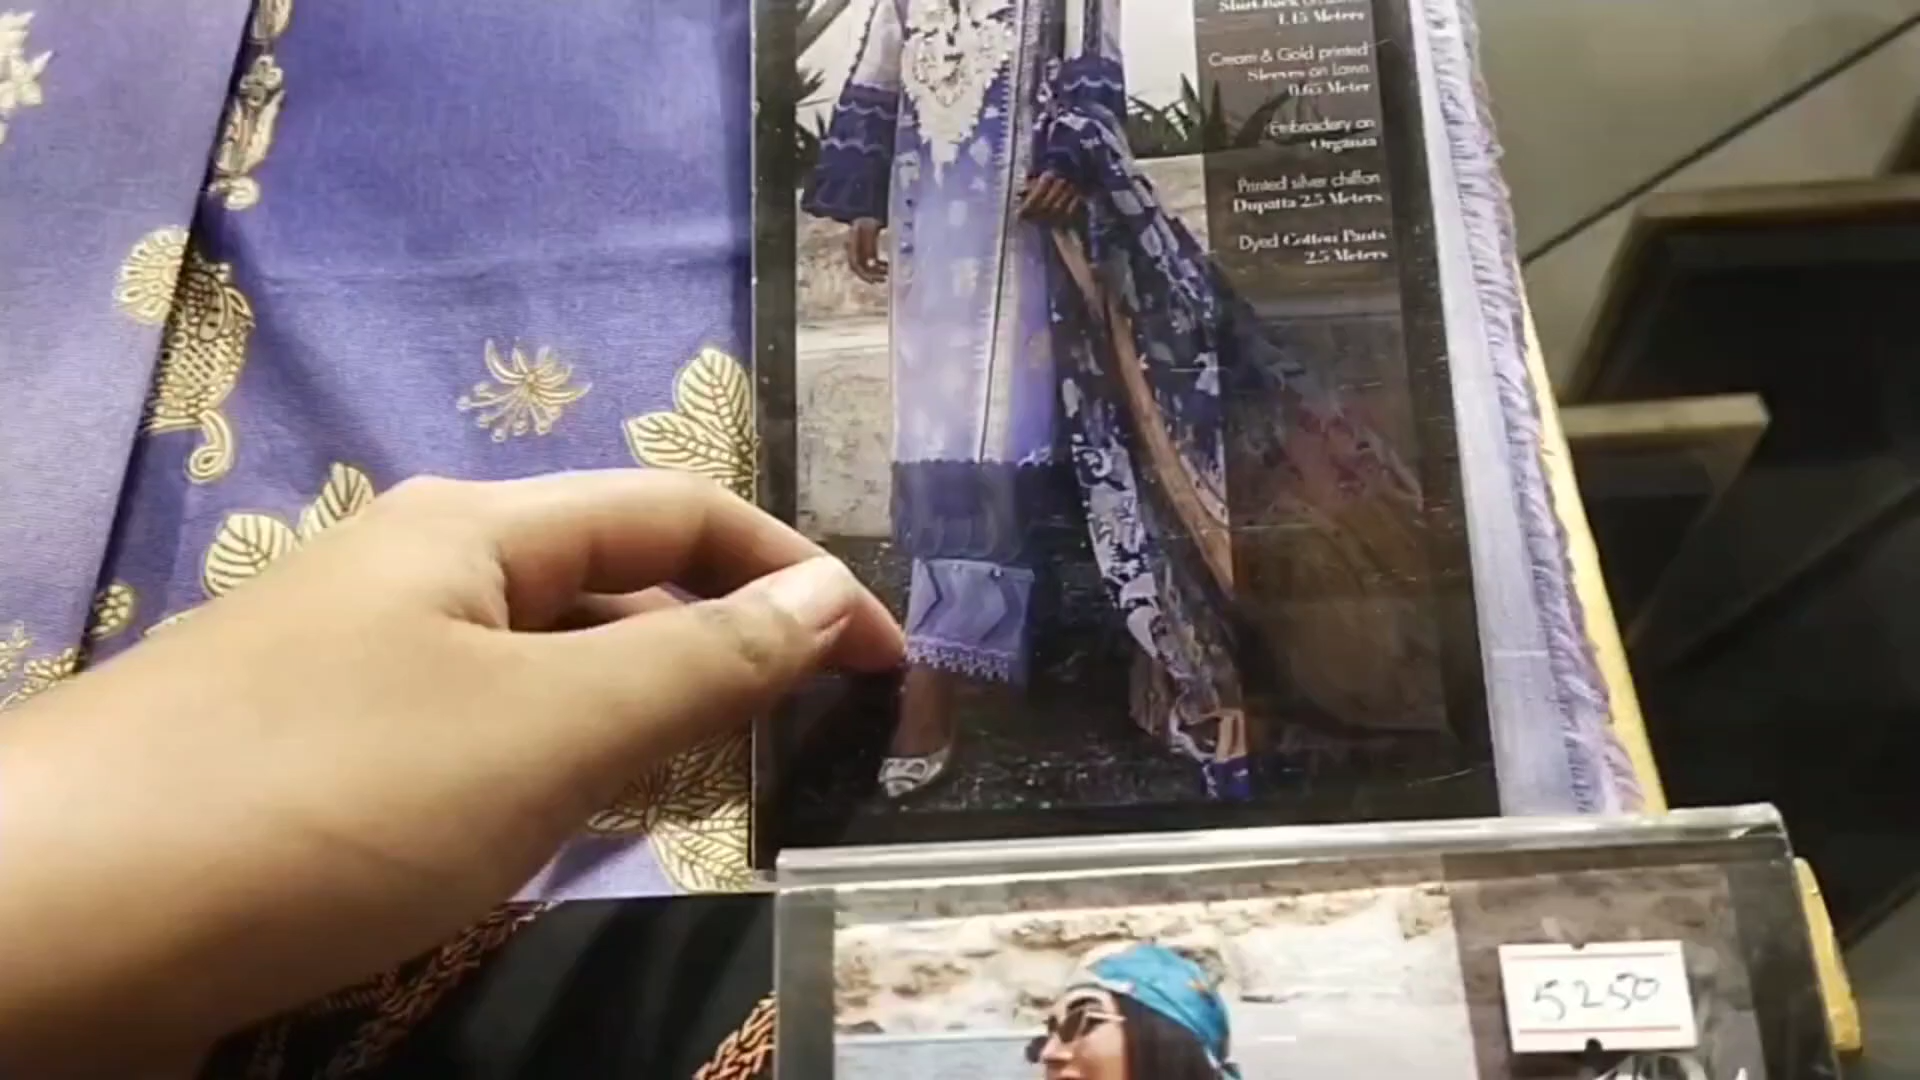 1.15 Meters
Cream & Gold printed
Sleeves on Lawn
0.65 Meter
Embroidery on
Organza
Printed silver chiffon
Dupatta 2.5 Meters
Dyed Cotton Pants
2.5 Meters
5250